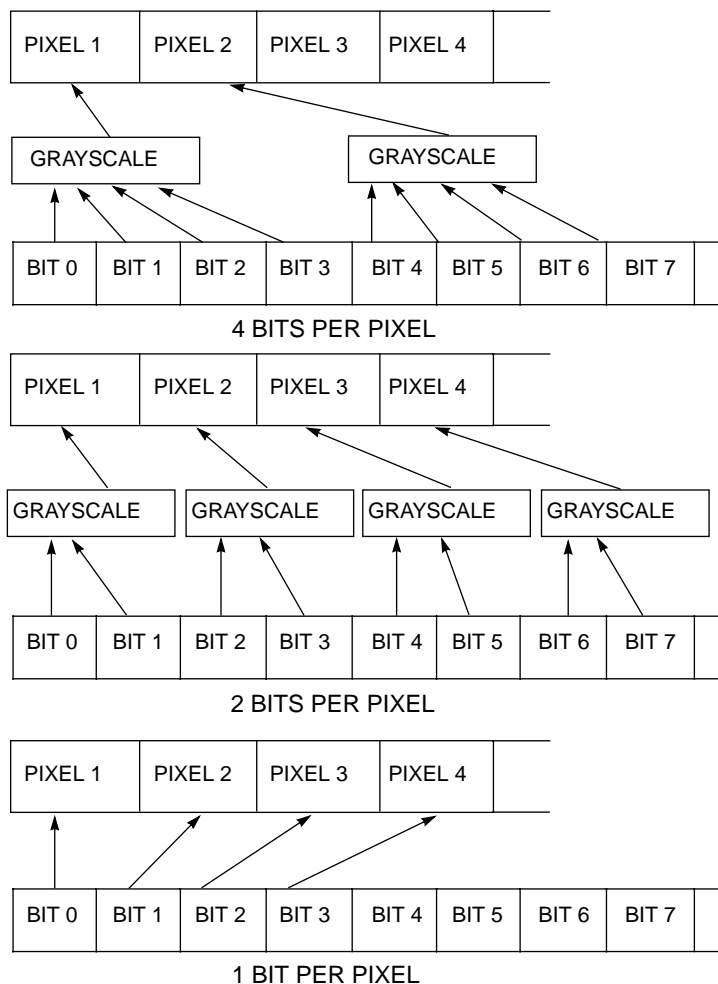 PIXEL 1 PIXEL 2 PIXEL 3 PIXEL 4
GRAYSCALE GRAYSCALE
BIT 0 BIT 1 BIT 2 BIT 3 BIT 4 BIT 5 BIT 6 BIT 7
4 BITS PER PIXEL
PIXEL 1 PIXEL 2 PIXEL 3 PIXEL 4
GRAYSCALE GRAYSCALE GRAYSCALE GRAYSCALE
BIT 0 BIT 1 BIT 2 BIT 3 BIT 4 BIT 5 BIT 6 BIT 7
2 BITS PER PIXEL
PIXEL 1 PIXEL 2 PIXEL 3 PIXEL 4
BIT 0 BIT 1 BIT 2 BIT 3 BIT 4 BIT 5 BIT 6 BIT 7
1 BIT PER PIXEL